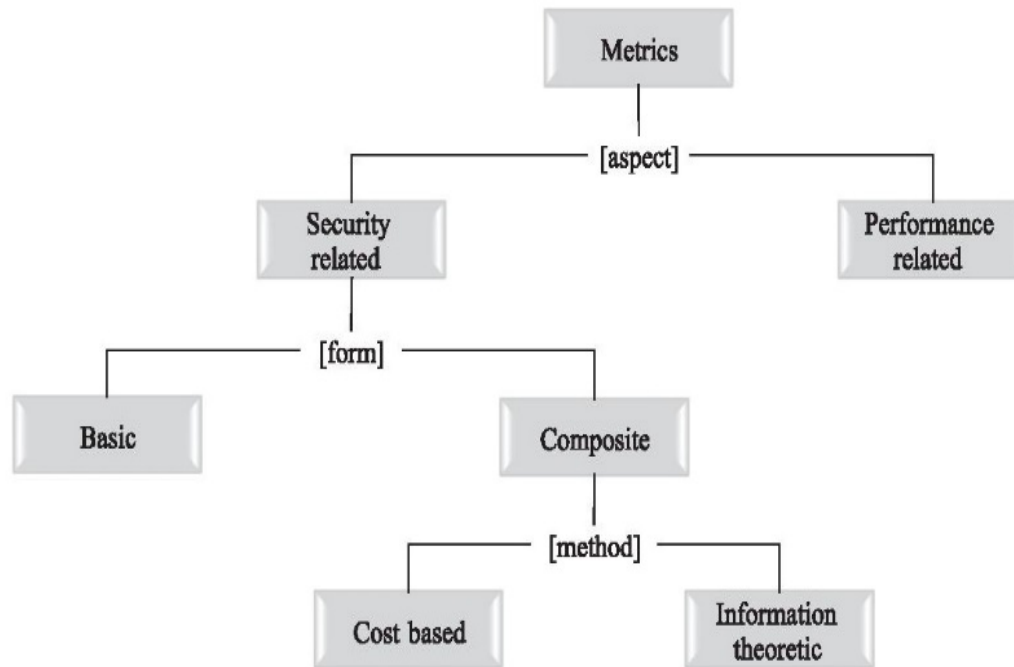 Metrics
[aspect]
Security
related
Performance
related
[form]
Basic
Composite
[method]
Cost based
Information
theoretic